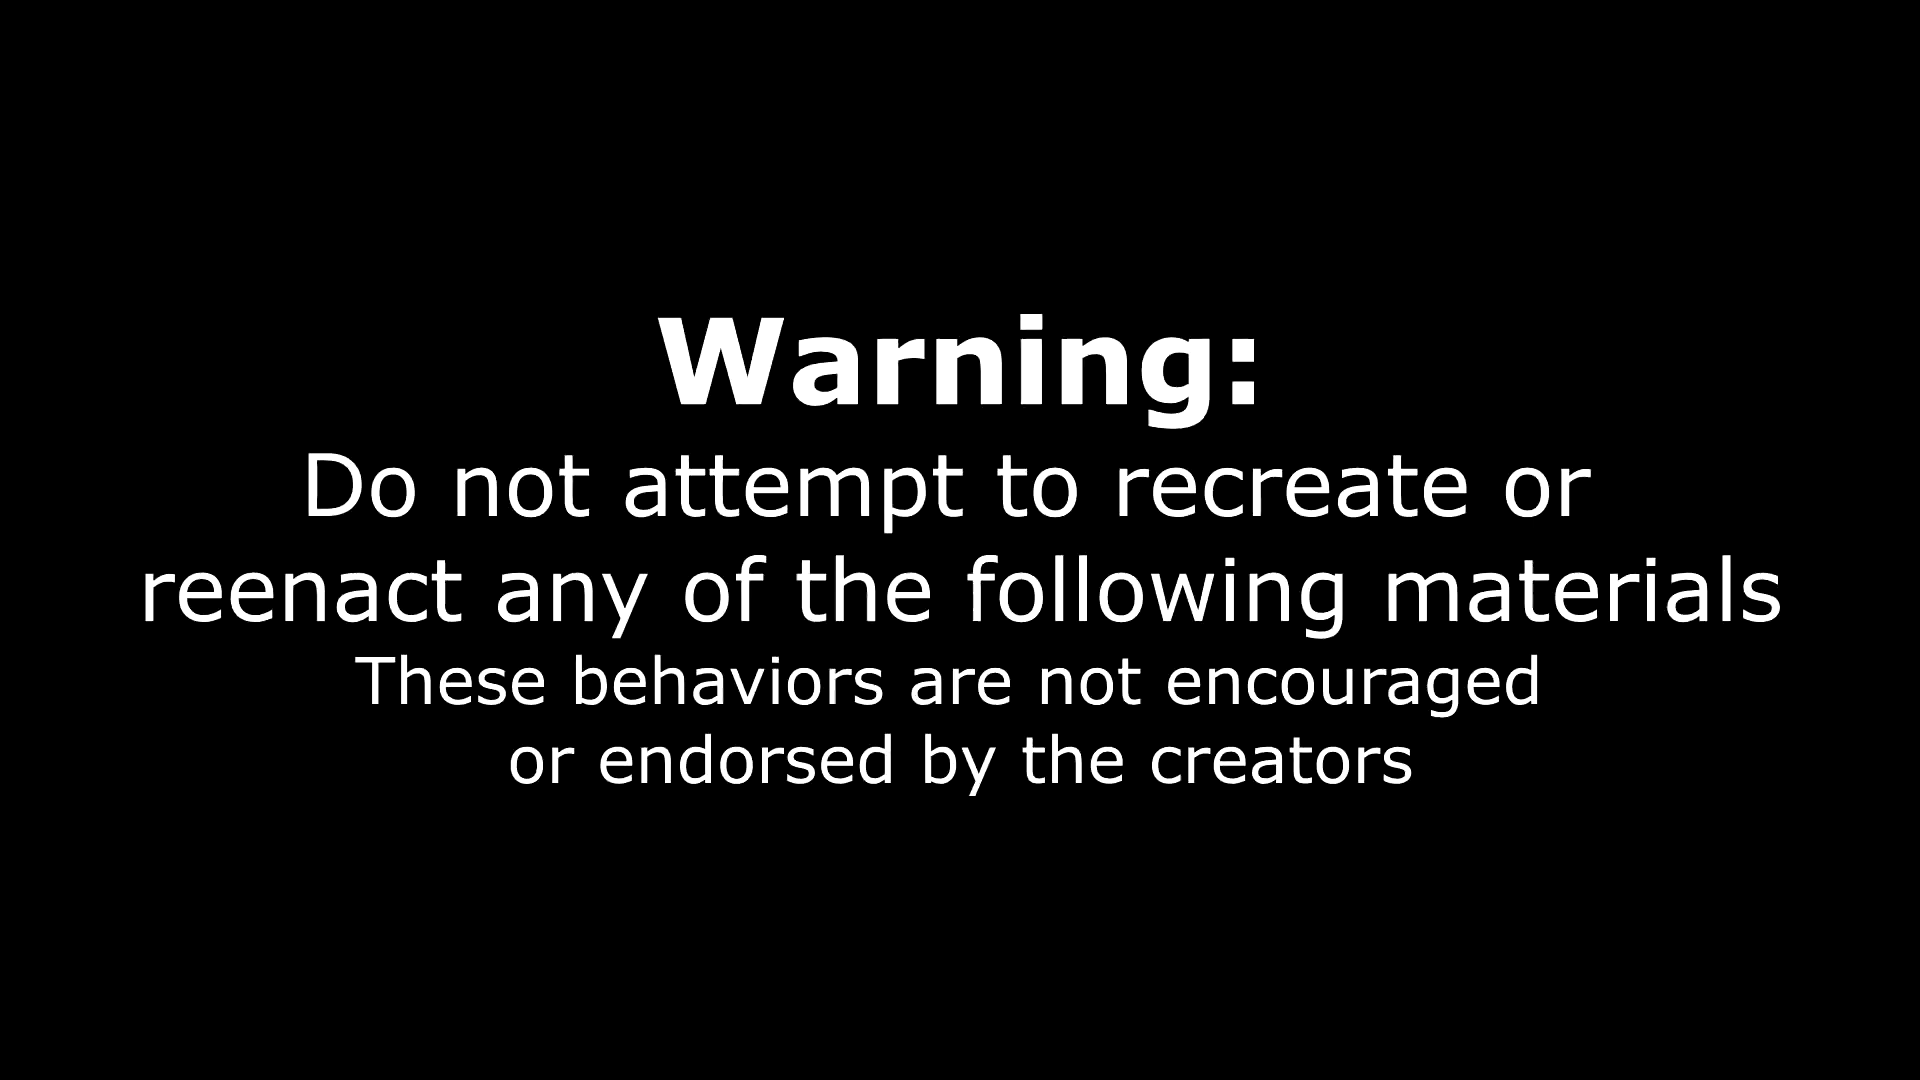 Warning:
Do not attempt to recreate or
reenact any of the following materials
These behaviors are not encouraged
or endorsed by the creators